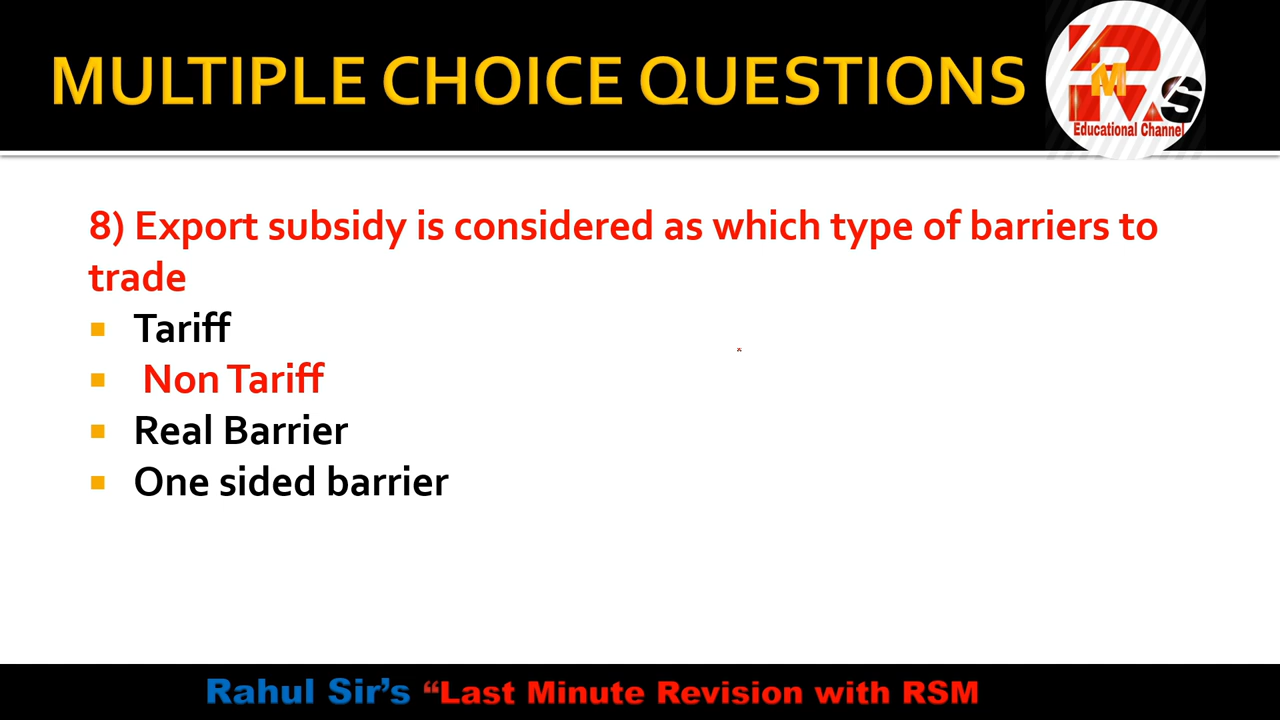 MULTIPLE CHOICE QUESTIONS
RMS
Educational Channel
8) Export subsidy is considered as which type of barriers to
trade
Tariff
Non Tariff
Real Barrier
One sided barrier
Rahul Sir's “Last Minute Revision with RSM